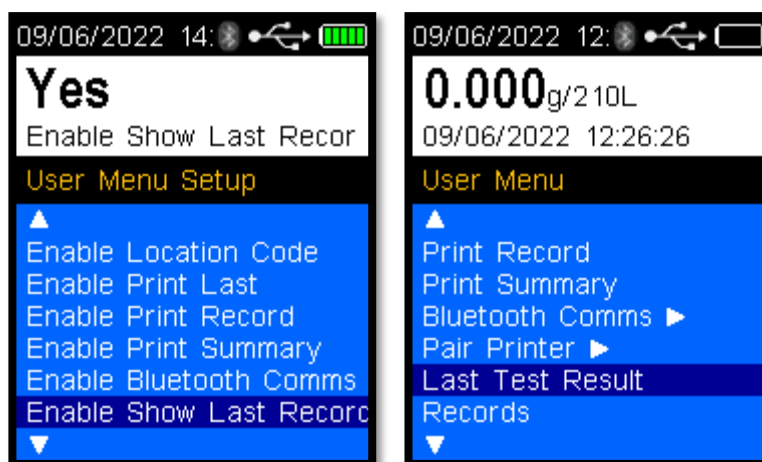 09/06/2022 14:
Yes
Enable Show Last Recor
User Menu Setup
Enable Location Code
Enable Print Last
Enable Print Record
Enable Print Summary
Enable Bluetooth Comms
Enable Show Last Record
09/06/2022 12:
0.000g/210L
09/06/2022 12:26:26
User Menu
Print Record
Print Summary
Bluetooth Comms ▶
Pair Printer ▶
Last Test Result
Records